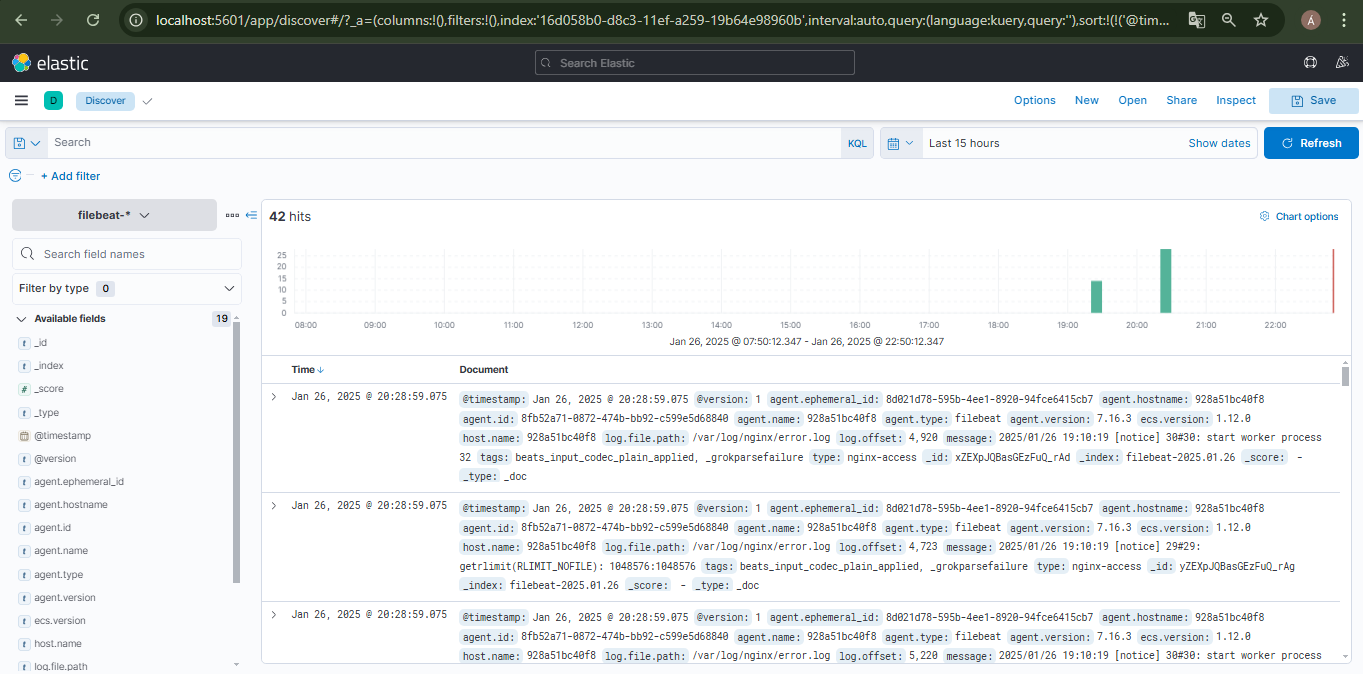 localhost:5601/app/discover#/?_a=(columns:!(),filters:!(),index:'16d058b0-d8c3-11ef-a259-19b64e98960b',interval:auto,query:(language:kuery,query:''),sort:!(!('@tim...
Á
elastic
Search Elastic
D
Discover
Options New Open Share Inspect Save
Search
KQL
Last 15 hours
Show dates
Refresh
+ Add filter
filebeat-*
Search field names
Filter by type 0
Available fields 19
t _id
t _index
# _score
t _type
@timestamp
t @version
t agent.ephemeral_id
t agent.hostname
t agent.id
t agent.name
t agent.type
t agent.version
t ecs.version
t host.name
t log.file.path
42 hits
Chart options
25
20
15
10
5
0
08:00 09:00 10:00 11:00 12:00 13:00 14:00 15:00 16:00 17:00 18:00 19:00 20:00 21:00 22:00
Jan 26, 2025 @ 07:50:12.347 - Jan 26, 2025 @ 22:50:12.347
Time Document
Jan 26, 2025 @ 20:28:59.075 @timestamp: Jan 26, 2025 @ 20:28:59.075 @version: 1 agent.ephemeral_id: 8d021d78-595b-4ee1-8920-94fce6415cb7 agent.hostname: 928a51bc40f8
agent.id: 8fb52a71-0872-474b-bb92-c599e5d68840 agent.name: 928a51bc40f8 agent.type: filebeat agent.version: 7.16.3 ecs.version: 1.12.0
host.name: 928a51bc40f8 log.file.path: /var/log/nginx/error.log log.offset: 4,920 message: 2025/01/26 19:10:19 [notice] 30#30: start worker process
32 tags: beats_input_codec_plain_applied, _grokparsefailure type: nginx-access _id: xZEXpJQBasGEzFuQ_rAd _index: filebeat-2025.01.26 _score: -
_type: _doc
Jan 26, 2025 @ 20:28:59.075 @timestamp: Jan 26, 2025 @ 20:28:59.075 @version: 1 agent.ephemeral_id: 8d021d78-595b-4ee1-8920-94fce6415cb7 agent.hostname: 928a51bc40f8
agent.id: 8fb52a71-0872-474b-bb92-c599e5d68840 agent.name: 928a51bc40f8 agent.type: filebeat agent.version: 7.16.3 ecs.version: 1.12.0
host.name: 928a51bc40f8 log.file.path: /var/log/nginx/error.log log.offset: 4,723 message: 2025/01/26 19:10:19 [notice] 29#29:
getrlimit(RLIMIT_NOFILE): 1048576:1048576 tags: beats_input_codec_plain_applied, _grokparsefailure type: nginx-access _id: yZEXpJQBasGEzFuQ_rAg
_index: filebeat-2025.01.26 _score: - _type: _doc
Jan 26, 2025 @ 20:28:59.075 @timestamp: Jan 26, 2025 @ 20:28:59.075 @version: 1 agent.ephemeral_id: 8d021d78-595b-4ee1-8920-94fce6415cb7 agent.hostname: 928a51bc40f8
agent.id: 8fb52a71-0872-474b-bb92-c599e5d68840 agent.name: 928a51bc40f8 agent.type: filebeat agent.version: 7.16.3 ecs.version: 1.12.0
host.name: 928a51bc40f8 log.file.path: /var/log/nginx/error.log log.offset: 5,220 message: 2025/01/26 19:10:19 [notice] 30#30: start worker process